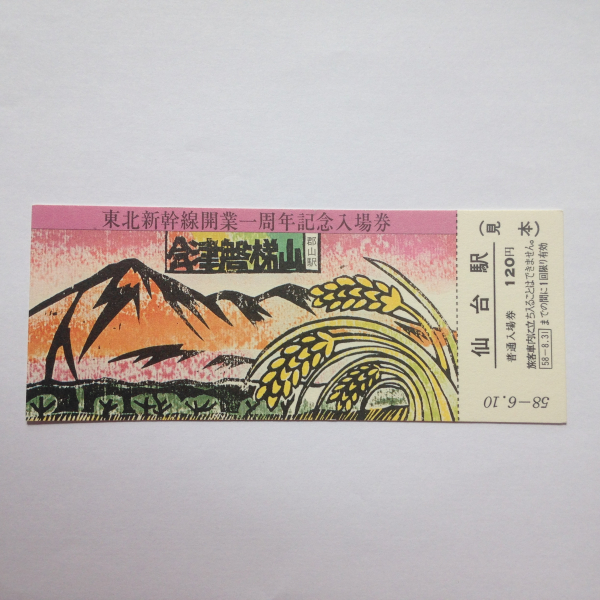 東北新幹線開業一周年記念入場券
会津磐梯山
郡山駅
(見本)
仙台駅
普通入場券 120円
旅客車内に立ち入ることはできません。
58-8.31までの間に1回限り有効
58-6.10